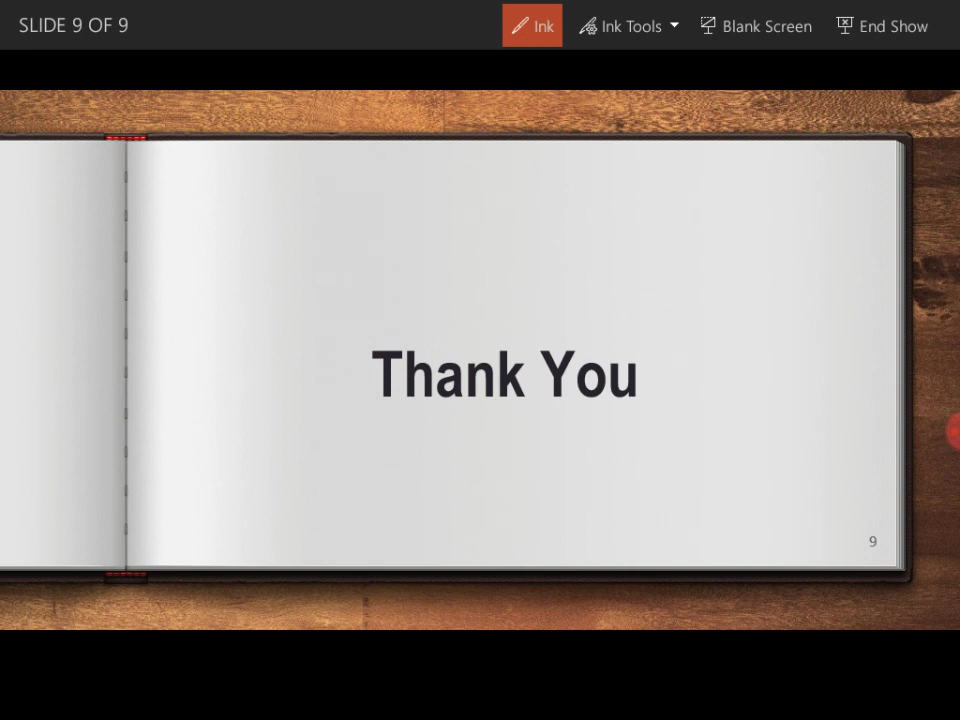 SLIDE 9 OF 9
Ink
Ink Tools
Blank Screen
End Show
Thank You
9